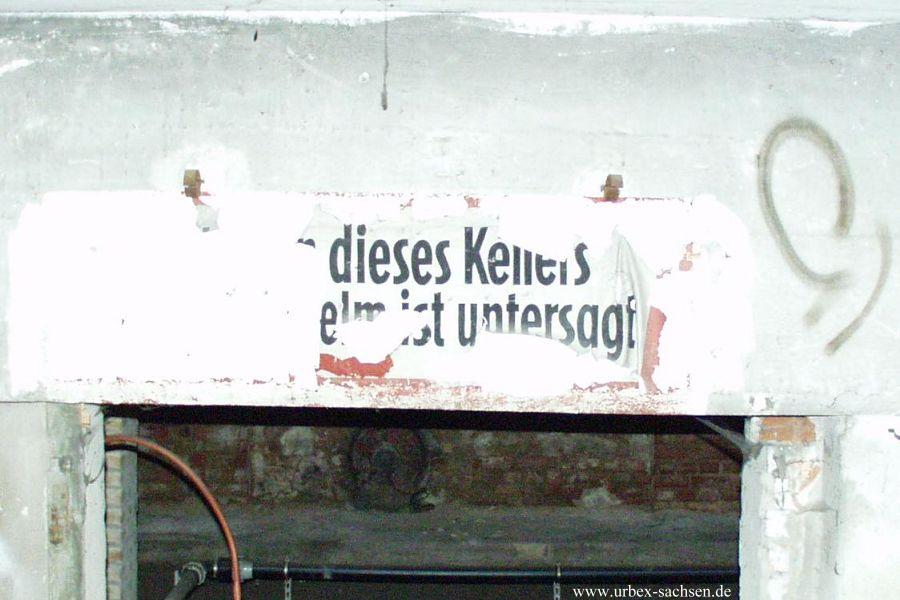 dieses Kellers
ist untersagt
www.urbex-sachsen.de